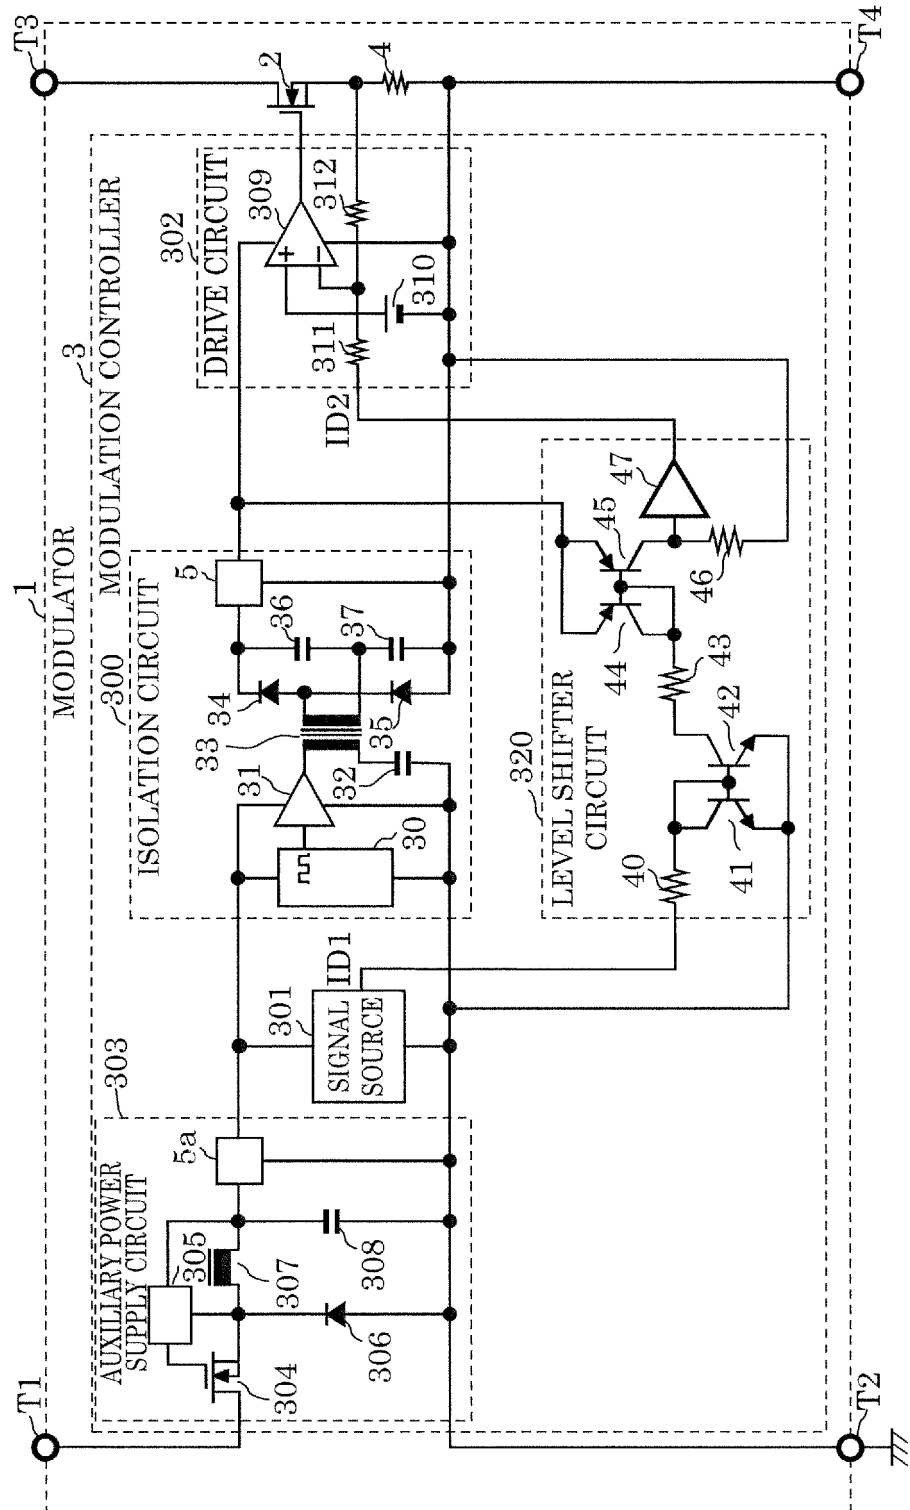 1
MODULATOR
3
MODULATION CONTROLLER
T1
T3
303
AUXILIARY POWER
SUPPLY CIRCUIT
305
304
307
306
308
5a
301
SIGNAL
SOURCE
ID1
300
ISOLATION CIRCUIT
30
31
32
33
34
35
36
37
5
302
DRIVE CIRCUIT
309
310
311
312
ID2
2
4
320
LEVEL SHIFTER
CIRCUIT
40
41
42
43
44
45
46
47
T2
T4